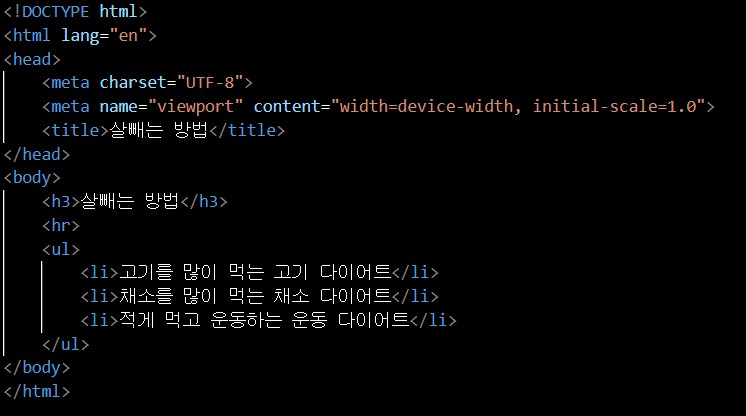 <!DOCTYPE html>
<html lang="en">
<head>
    <meta charset="UTF-8">
    <meta name="viewport" content="width=device-width, initial-scale=1.0">
    <title>살빼는 방법</title>
</head>
<body>
    <h3>살빼는 방법</h3>
    <hr>
    <ul>
        <li>고기를 많이 먹는 고기 다이어트</li>
        <li>채소를 많이 먹는 채소 다이어트</li>
        <li>적게 먹고 운동하는 운동 다이어트</li>
    </ul>
</body>
</html>